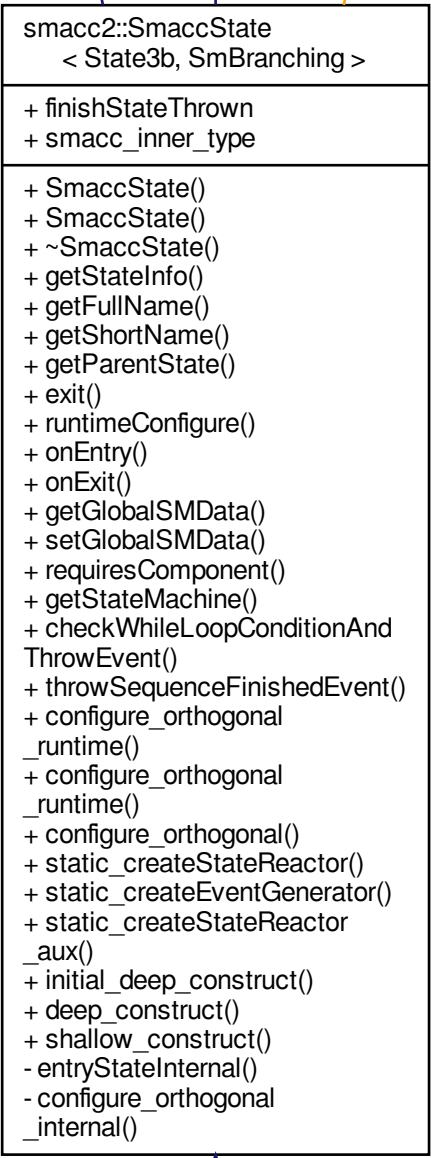 smacc2::SmaccState
< State3b, SmBranching >
+ finishStateThrown
+ smacc_inner_type
+ SmaccState()
+ SmaccState()
+ ~SmaccState()
+ getStateInfo()
+ getFullName()
+ getShortName()
+ getParentState()
+ exit()
+ runtimeConfigure()
+ onEntry()
+ onExit()
+ getGlobalSMData()
+ setGlobalSMData()
+ requiresComponent()
+ getStateMachine()
+ checkWhileLoopConditionAnd
ThrowEvent()
+ throwSequenceFinishedEvent()
+ configure_orthogonal
_runtime()
+ configure_orthogonal
_runtime()
+ configure_orthogonal()
+ static_createStateReactor()
+ static_createEventGenerator()
+ static_createStateReactor
_aux()
+ initial_deep_construct()
+ deep_construct()
+ shallow_construct()
- entryStateInternal()
- configure_orthogonal
_internal()